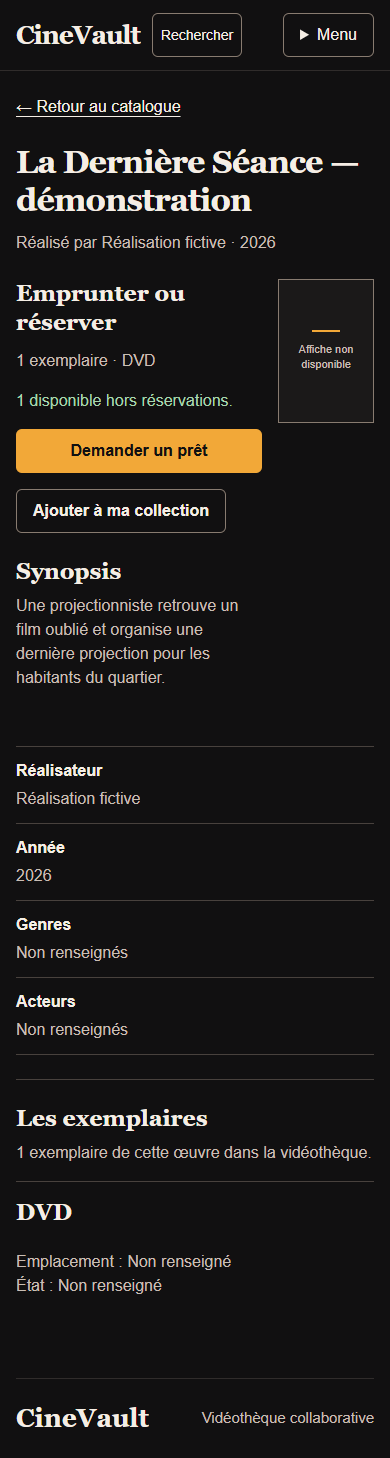 CineVault
Rechercher
▶ Menu
← Retour au catalogue
La Dernière Séance —
démonstration
Réalisé par Réalisation fictive · 2026
Emprunter ou
réserver
1 exemplaire · DVD
1 disponible hors réservations.
Demander un prêt
Ajouter à ma collection
Affiche non
disponible
Synopsis
Une projectionniste retrouve un
film oublié et organise une
dernière projection pour les
habitants du quartier.
Réalisateur
Réalisation fictive
Année
2026
Genres
Non renseignés
Acteurs
Non renseignés
Les exemplaires
1 exemplaire de cette œuvre dans la vidéothèque.
DVD
Emplacement : Non renseigné
État : Non renseigné
CineVault
Vidéothèque collaborative